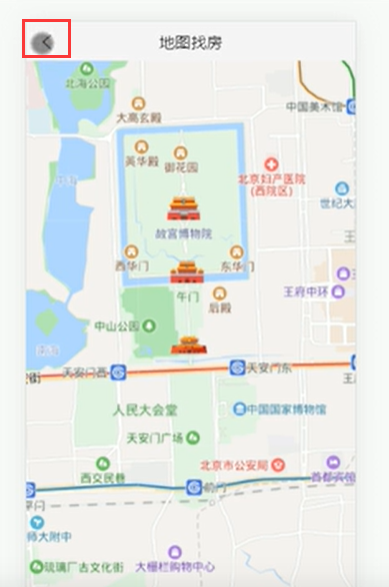 地图找房
北海公园
中国美术馆
大高玄殿
英华殿
御花园
北京妇产医院
(西院区)
中海
世纪大
故宫博物院
西华门
东华门
午门
王府中环
后殿
中山公园
南海
天安门西
天安门东
人民大会堂
中国国家博物馆
天安门广场
北京市公安局
西交民巷
首都宾馆
前门
师大附中
大栅栏购物中心
琉璃厂古文化街